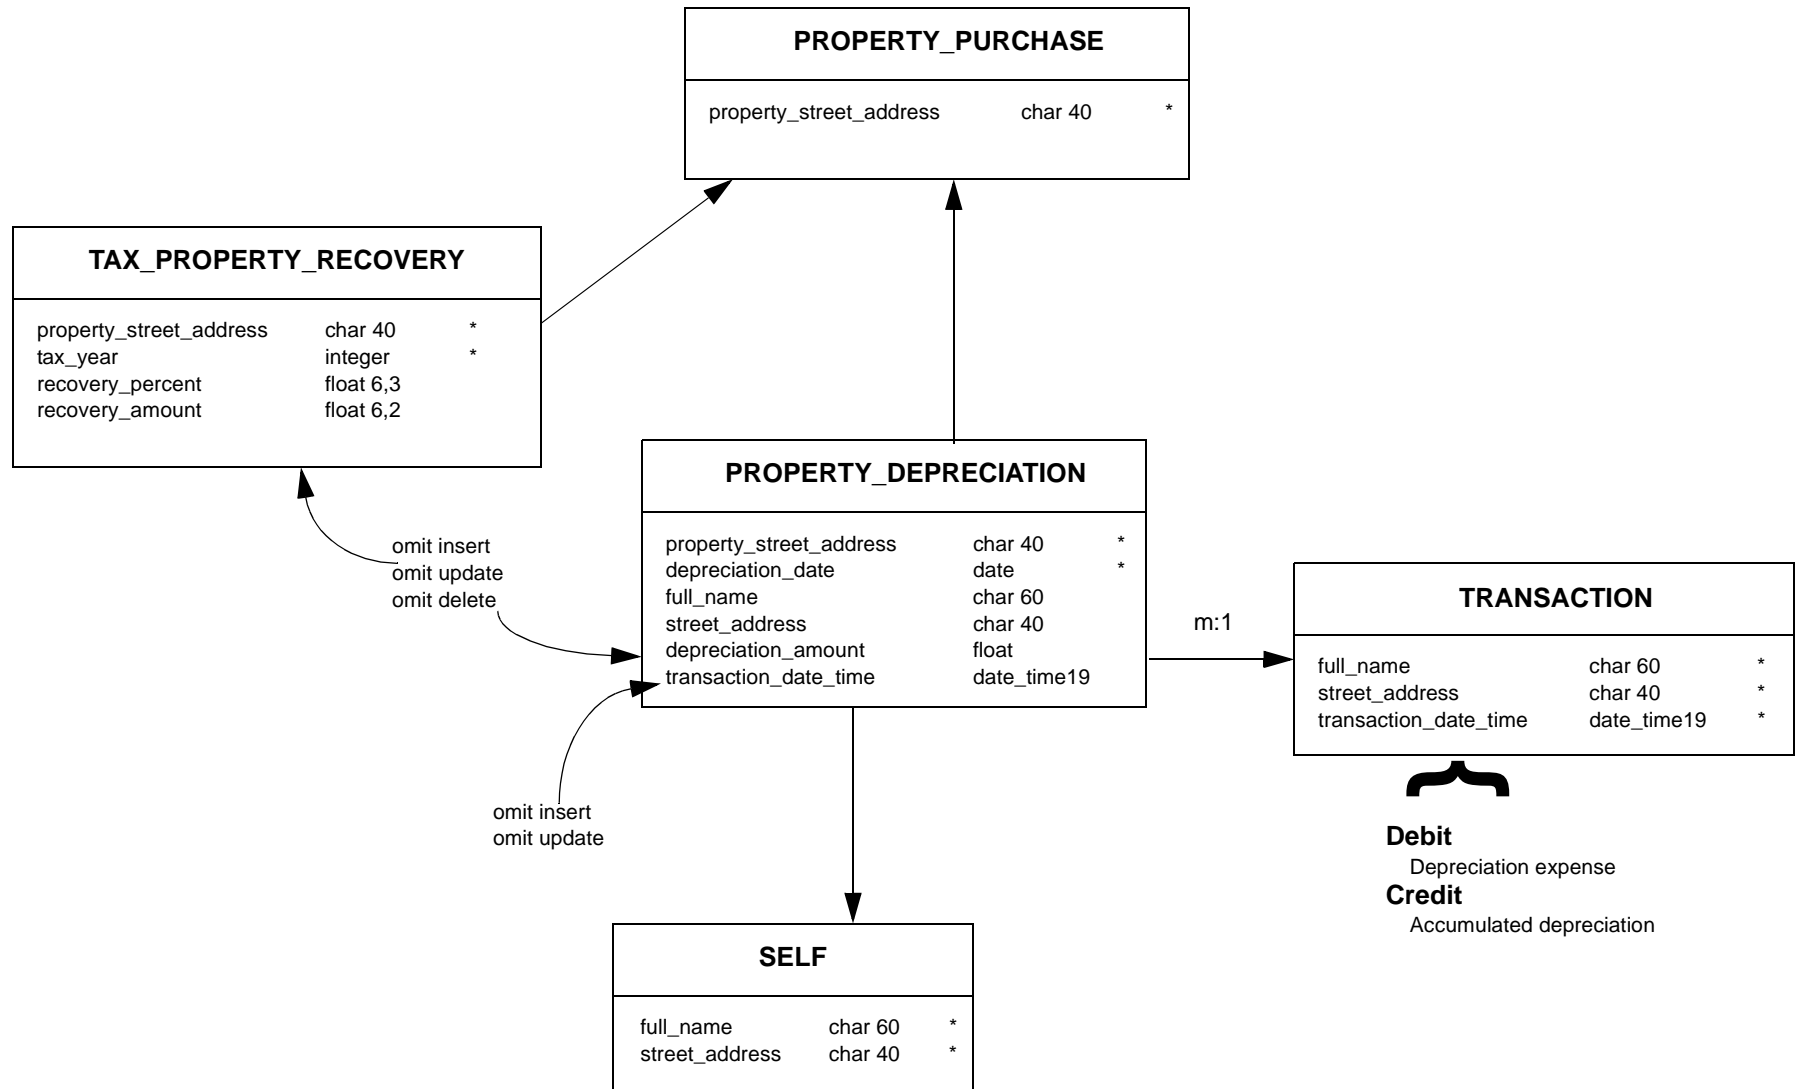 PROPERTY_PURCHASE
property_street_address char 40 *
TAX_PROPERTY_RECOVERY
property_street_address char 40 *
tax_year integer *
recovery_percent float 6,3
recovery_amount float 6,2
omit insert
omit update
omit delete
PROPERTY_DEPRECIATION
property_street_address char 40 *
depreciation_date date *
full_name char 60
street_address char 40
depreciation_amount float
transaction_date_time date_time19
m:1
TRANSACTION
full_name char 60 *
street_address char 40 *
transaction_date_time date_time19 *
}
Debit
Depreciation expense
Credit
Accumulated depreciation
omit insert
omit update
SELF
full_name char 60 *
street_address char 40 *